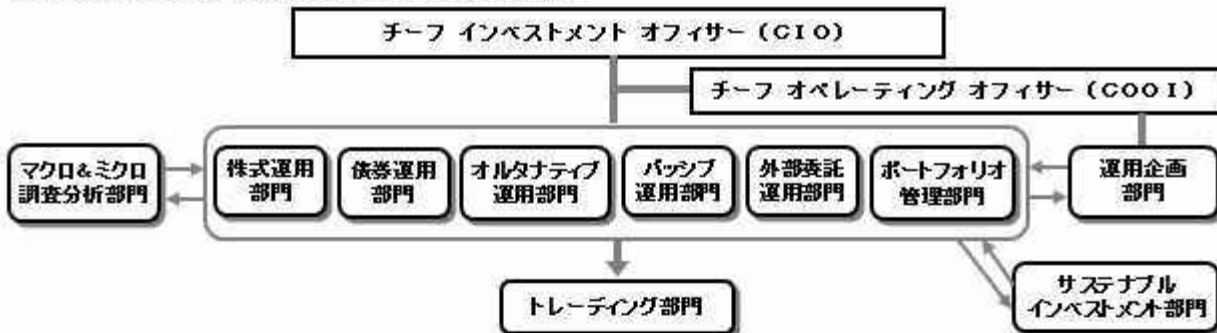 チーフ インベストメント オフィサー (CIO)
チーフ オペレーティング オフィサー (COOI)
マクロ&ミクロ
調査分析部門
株式運用
部門
債券運用
部門
オルタナティブ
運用部門
パッシブ
運用部門
外部委託
運用部門
ポートフォリオ
管理部門
運用企画
部門
トレーディング部門
サステナブル
インベストメント部門